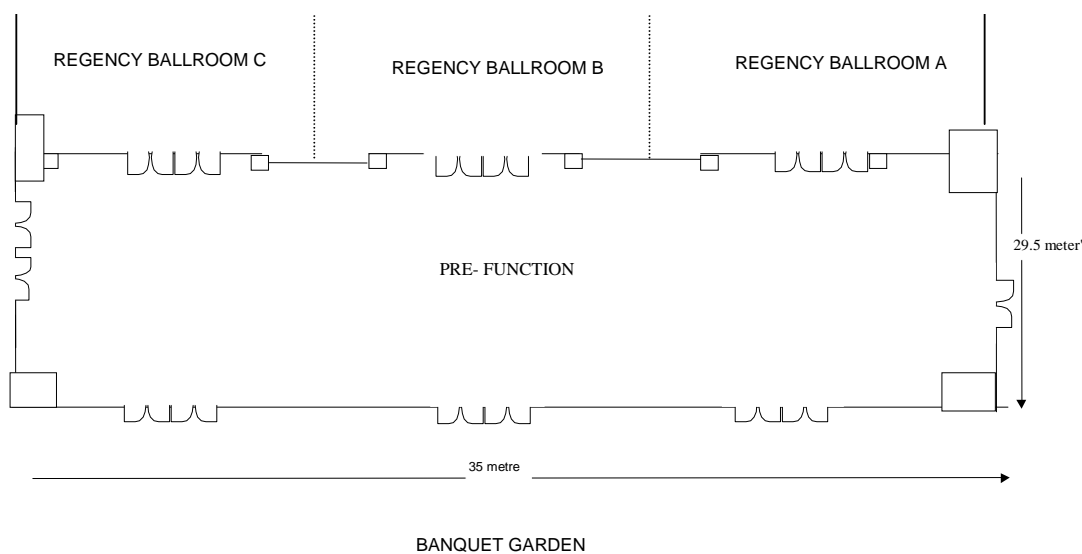 REGENCY BALLROOM C
REGENCY BALLROOM B
REGENCY BALLROOM A
29.5 meter'
PRE- FUNCTION
35 metre
BANQUET GARDEN